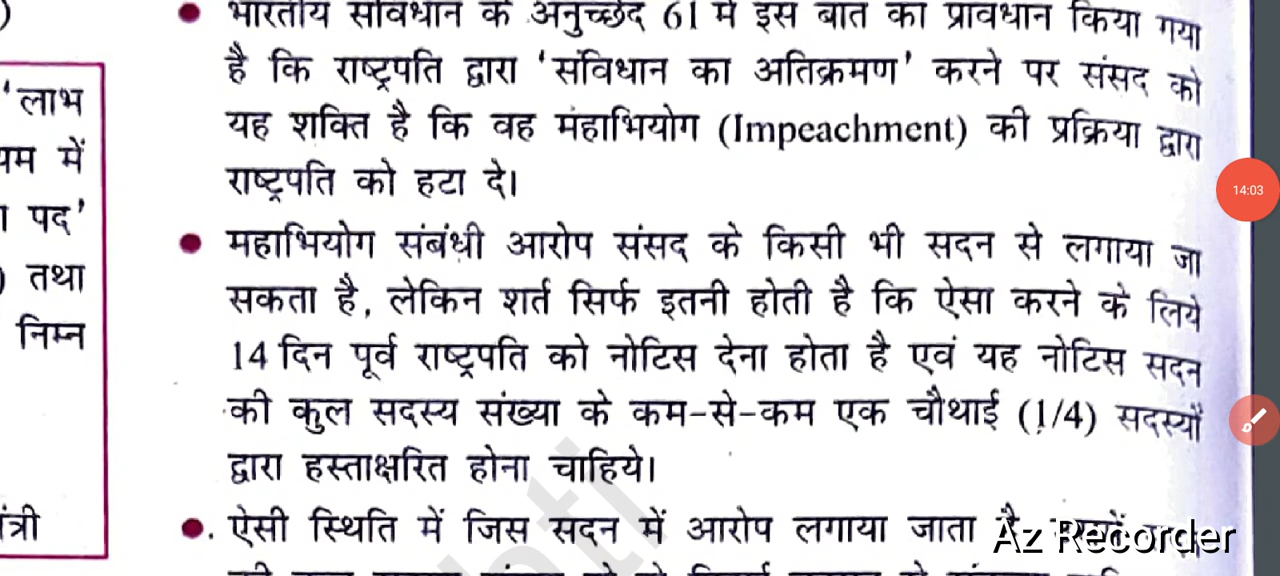 'लाभ
में
पद'
तथा
निम्न
भारतीय संविधान के अनुच्छेद 61 में इस बात का प्रावधान किया गया
है कि राष्ट्रपति द्वारा 'संविधान का अतिक्रमण' करने पर संसद को
यह शक्ति है कि वह मंहाभियोग (Impeachment) की प्रक्रिया द्वारा
राष्ट्रपति को हटा दे।
14:03
महाभियोग संबंधी आरोप संसद के किसी भी सदन से लगाया जा
सकता है, लेकिन शर्त सिर्फ इतनी होती है कि ऐसा करने के लिये
14 दिन पूर्व राष्ट्रपति को नोटिस देना होता है एवं यह नोटिस सदन
की कुल सदस्य संख्या के कम-से-कम एक चौथाई (1/4) सदस्यों
द्वारा हस्ताक्षरित होना चाहिये।
ऐसी स्थिति में जिस सदन में आरोप लगाया जाता है
Az Recorder